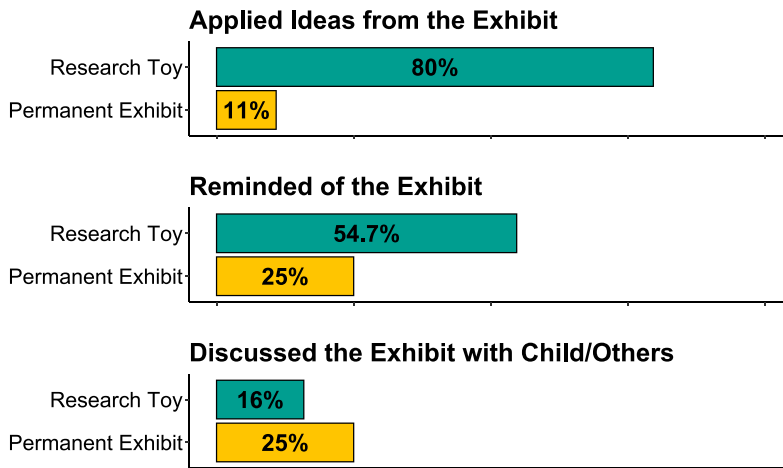 Applied Ideas from the Exhibit
Research Toy
80%
Permanent Exhibit
11%
Reminded of the Exhibit
Research Toy
54.7%
Permanent Exhibit
25%
Discussed the Exhibit with Child/Others
Research Toy
16%
Permanent Exhibit
25%